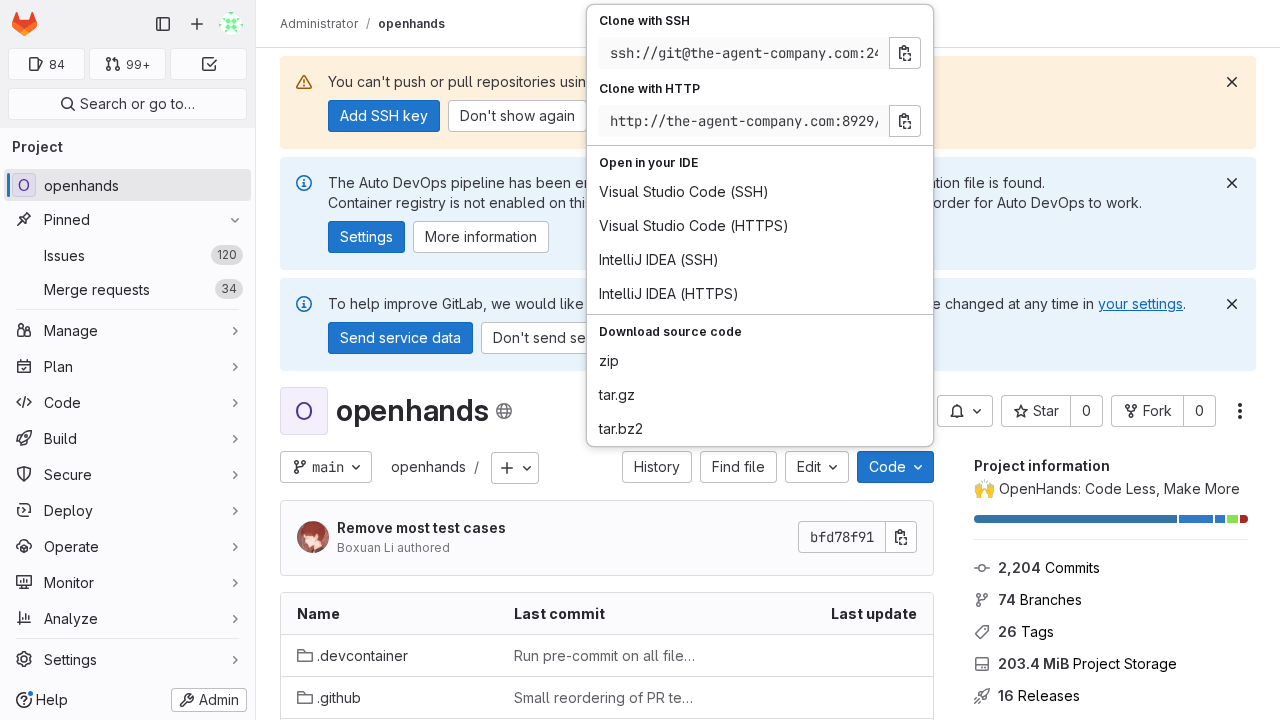 84
99+
Search or go to…
Project
O openhands
Pinned
Issues 120
Merge requests 34
Manage
Plan
Code
Build
Secure
Deploy
Operate
Monitor
Analyze
Settings
Help
Admin
Administrator / openhands
You can't push or pull repositories usin
Add SSH key
Don't show again
The Auto DevOps pipeline has been en
ation file is found.
Container registry is not enabled on thi
order for Auto DevOps to work.
Settings
More information
To help improve GitLab, we would like
e changed at any time in your settings.
Send service data
Don't send se
Clone with SSH
ssh://git@the-agent-company.com:24
Clone with HTTP
http://the-agent-company.com:8929/
Open in your IDE
Visual Studio Code (SSH)
Visual Studio Code (HTTPS)
IntelliJ IDEA (SSH)
IntelliJ IDEA (HTTPS)
Download source code
zip
tar.gz
tar.bz2
O openhands
Star 0
Fork 0
main
openhands /
History
Find file
Edit
Code
Remove most test cases
Boxuan Li authored
bfd78f91
Name Last commit Last update
.devcontainer Run pre-commit on all file…
.github Small reordering of PR te…
Project information
🙌 OpenHands: Code Less, Make More
2,204 Commits
74 Branches
26 Tags
203.4 MiB Project Storage
16 Releases